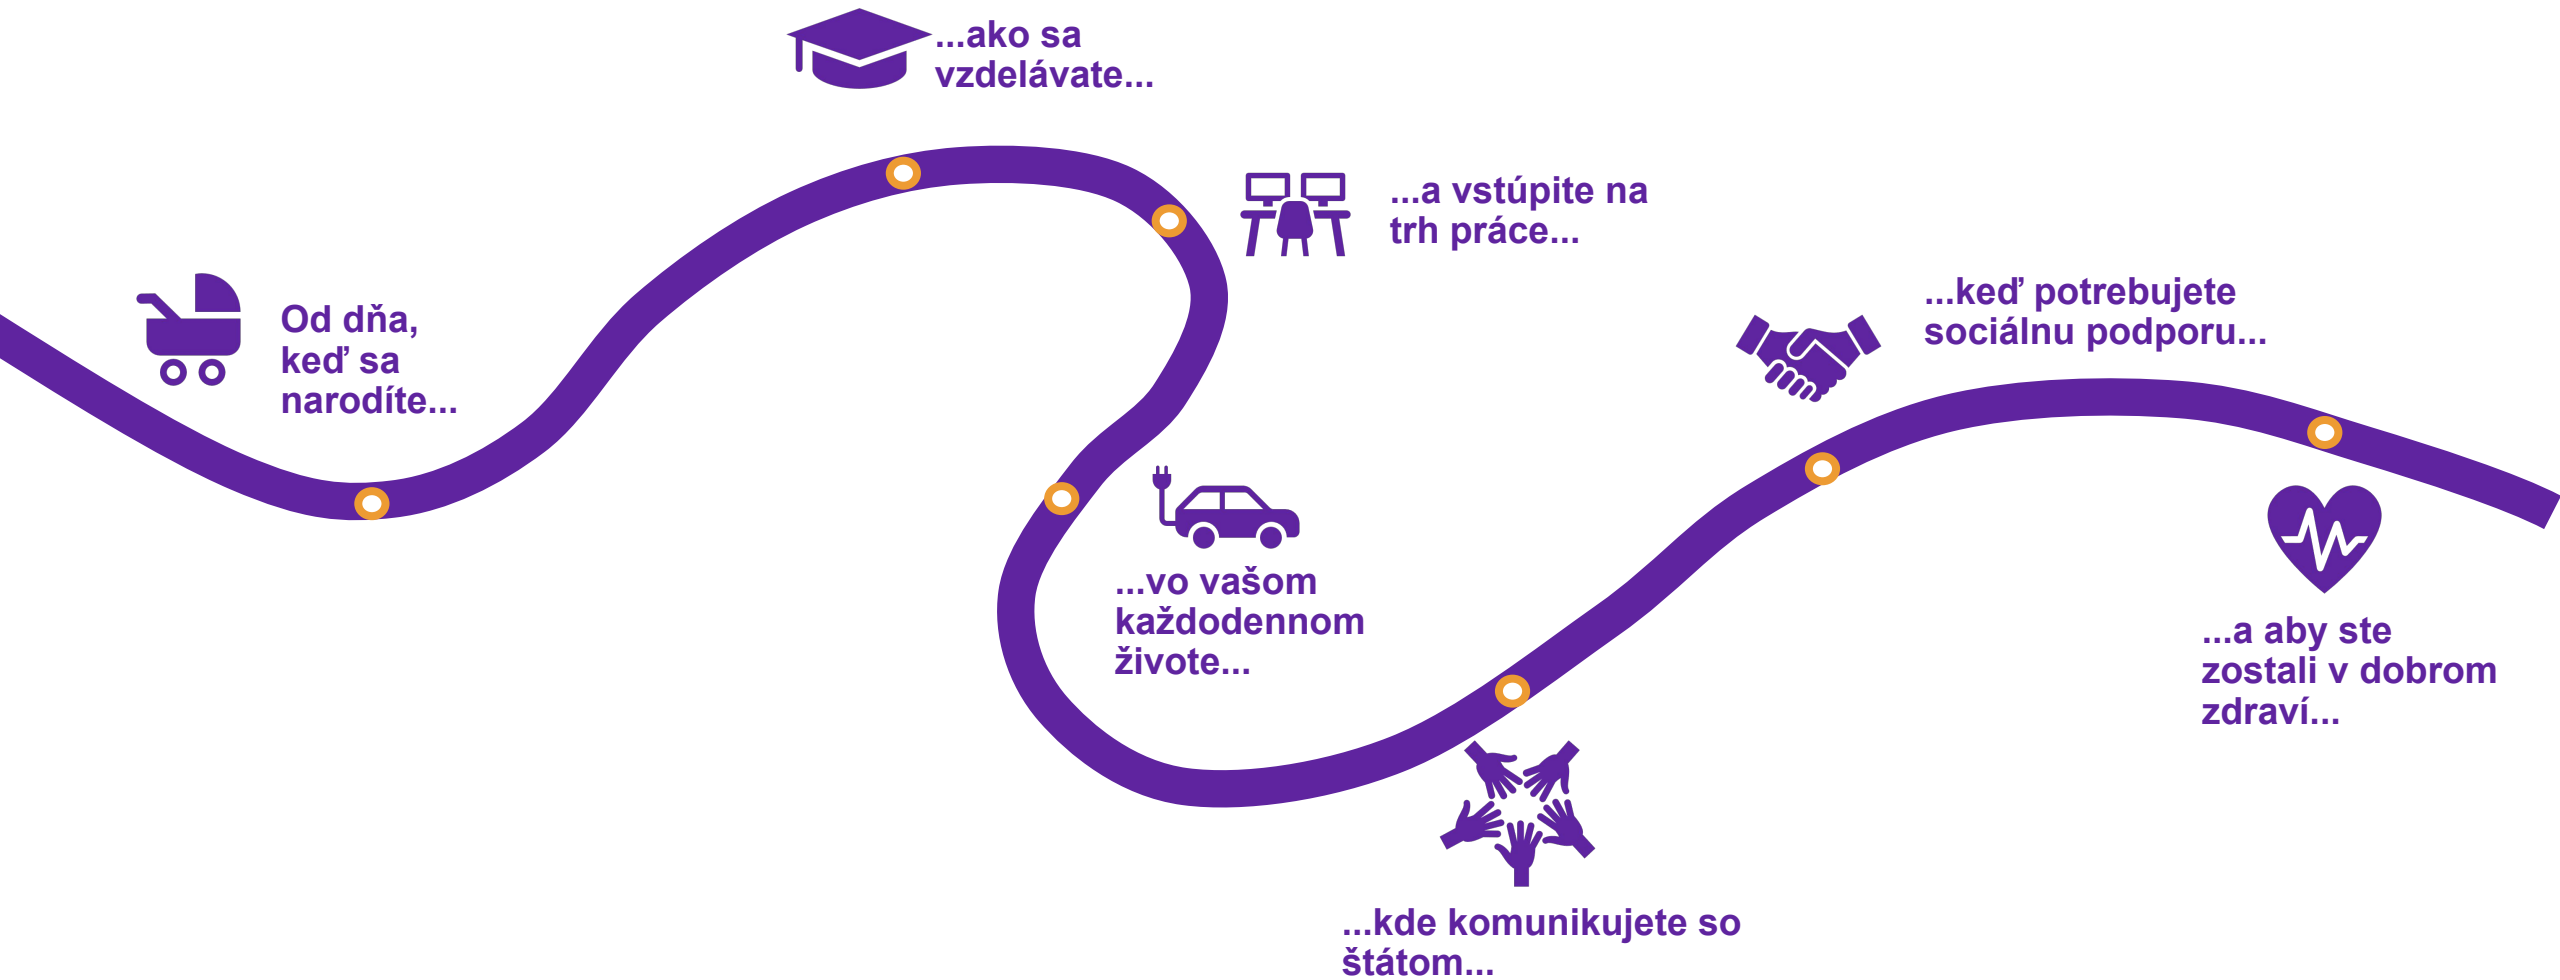 Od dňa,
keď sa
narodíte...
...ako sa
vzdelávate...
...a vstúpite na
trh práce...
...vo vašom
každodennom
živote...
...kde komunikujete so
štátom...
...keď potrebujete
sociálnu podporu...
...a aby ste
zostali v dobrom
zdraví...